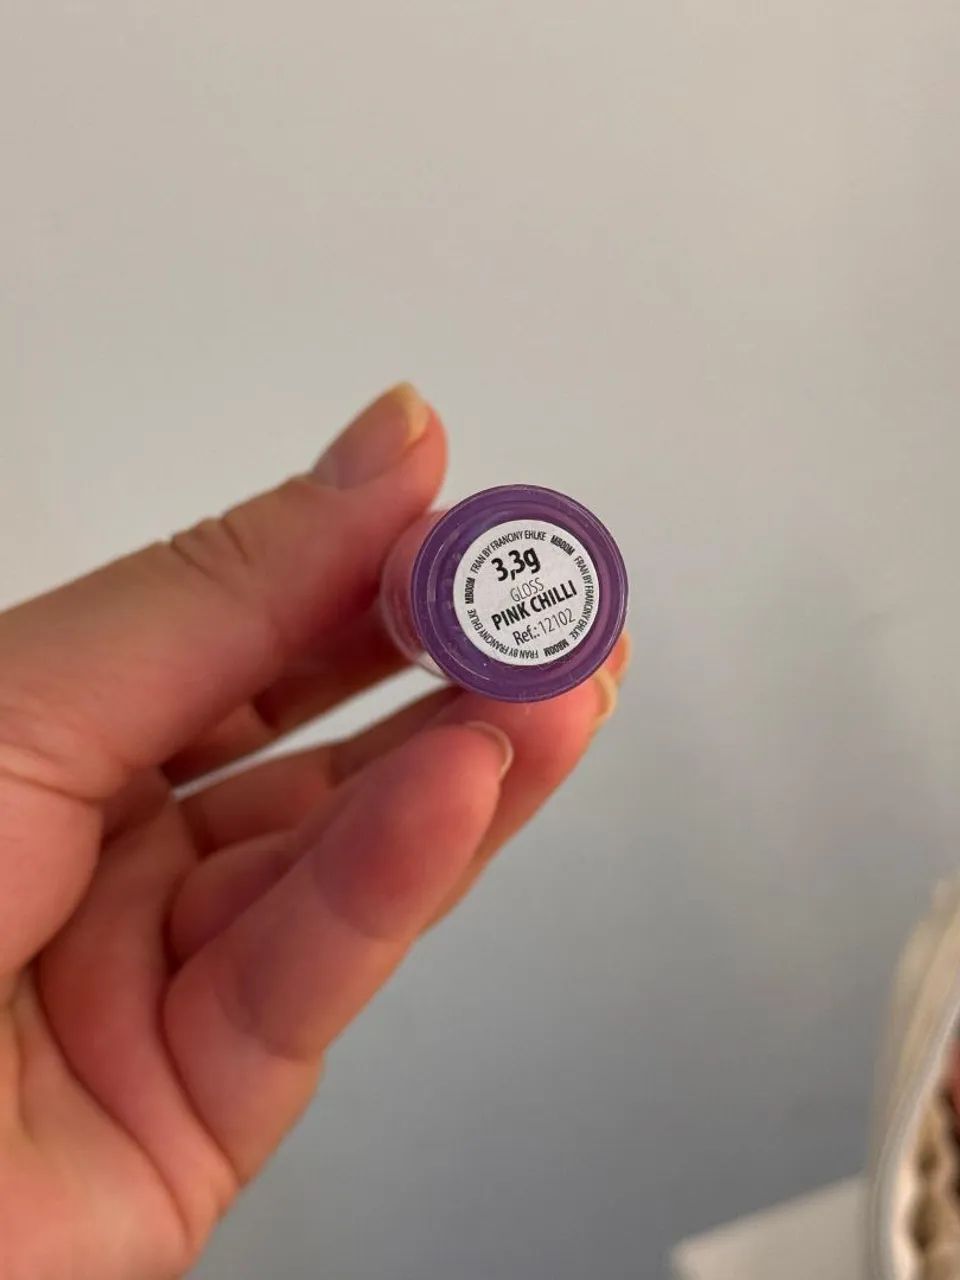 FRAN BY FRANCINY EHLKE MBOOM FRAN BY FRANCINY EHLKE MBOOM FRAN BY FRANCINY EHLKE MBOOM
3,3g
GLOSS
PINK CHILLI
Ref.: 12102